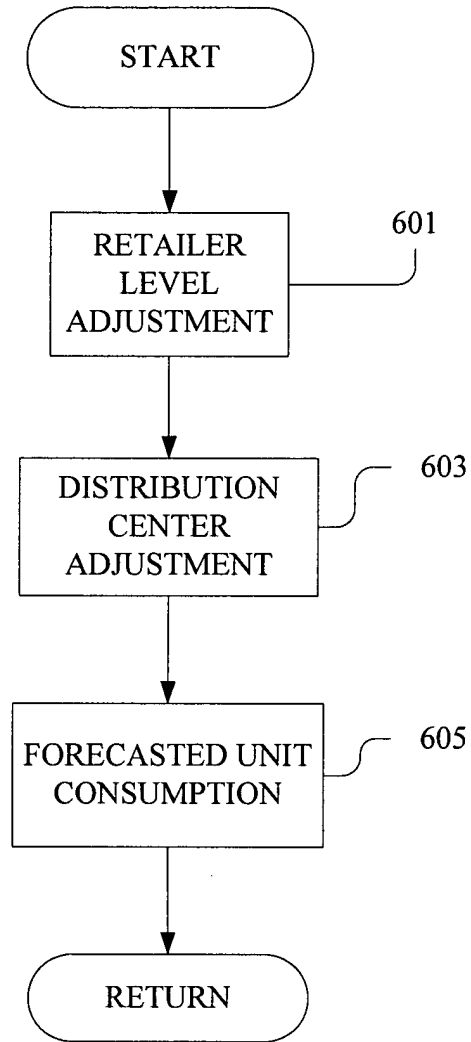 START
601
RETAILER
LEVEL
ADJUSTMENT
603
DISTRIBUTION
CENTER
ADJUSTMENT
605
FORECASTED UNIT
CONSUMPTION
RETURN